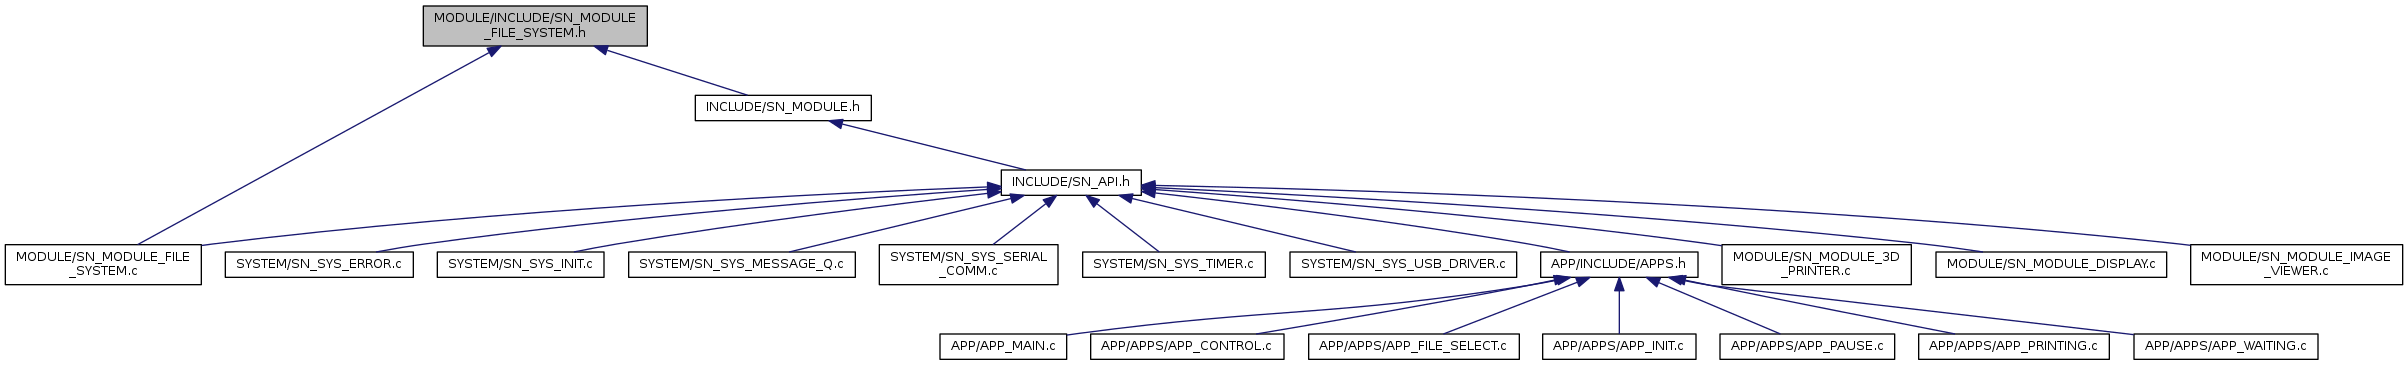 MODULE/INCLUDE/SN_MODULE
_FILE_SYSTEM.h
INCLUDE/SN_MODULE.h
INCLUDE/SN_API.h
MODULE/SN_MODULE_FILE
_SYSTEM.c
SYSTEM/SN_SYS_ERROR.c
SYSTEM/SN_SYS_INIT.c
SYSTEM/SN_SYS_MESSAGE_Q.c
SYSTEM/SN_SYS_SERIAL
_COMM.c
SYSTEM/SN_SYS_TIMER.c
SYSTEM/SN_SYS_USB_DRIVER.c
APP/INCLUDE/APPS.h
MODULE/SN_MODULE_3D
_PRINTER.c
MODULE/SN_MODULE_DISPLAY.c
MODULE/SN_MODULE_IMAGE
_VIEWER.c
APP/APP_MAIN.c
APP/APPS/APP_CONTROL.c
APP/APPS/APP_FILE_SELECT.c
APP/APPS/APP_INIT.c
APP/APPS/APP_PAUSE.c
APP/APPS/APP_PRINTING.c
APP/APPS/APP_WAITING.c